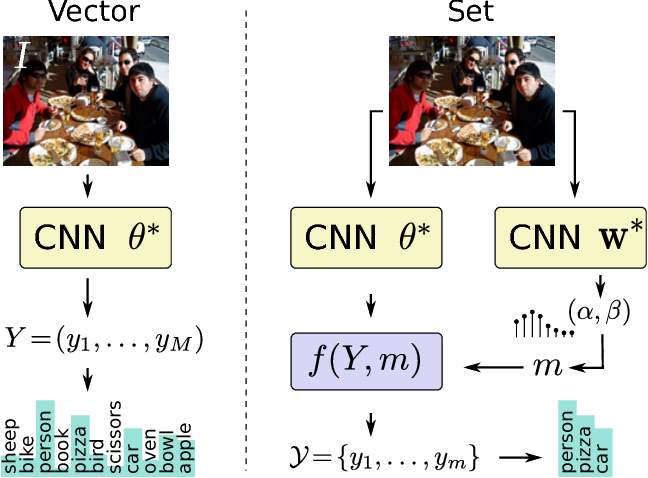 Vector
I
CNN θ*
Y=(y₁,...,y_M)
sheep
bike
person
book
pizza
bird
scissors
car
oven
bowl
apple
Set
CNN θ*
CNN w*
(α, β)
m
f(Y, m)
𝒴={y₁,...,yₘ}
person
pizza
car